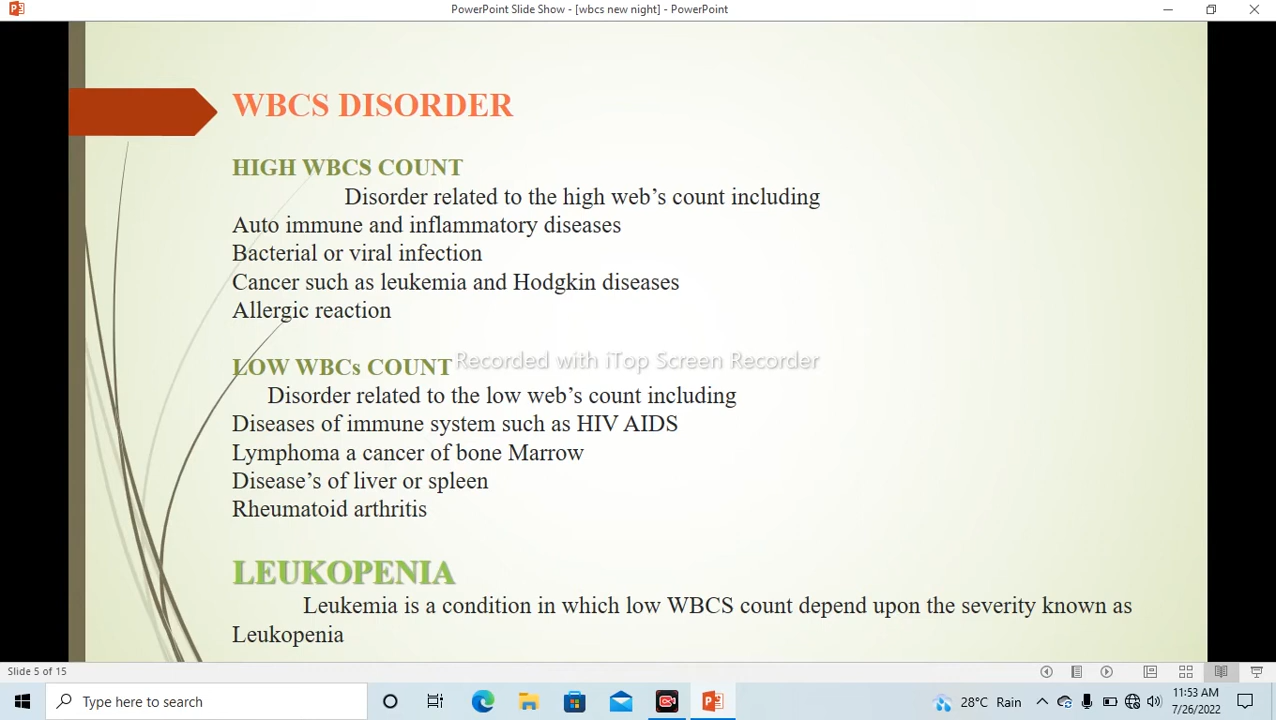 PowerPoint Slide Show - [wbcs new night] - PowerPoint
WBCS DISORDER
HIGH WBCS COUNT
Disorder related to the high web’s count including
Auto immune and inflammatory diseases
Bacterial or viral infection
Cancer such as leukemia and Hodgkin diseases
Allergic reaction
LOW WBCs COUNT
Recorded with iTop Screen Recorder
Disorder related to the low web’s count including
Diseases of immune system such as HIV AIDS
Lymphoma a cancer of bone Marrow
Disease’s of liver or spleen
Rheumatoid arthritis
LEUKOPENIA
Leukemia is a condition in which low WBCS count depend upon the severity known as
Leukopenia
Slide 5 of 15
Type here to search
28°C Rain
11:53 AM
7/26/2022